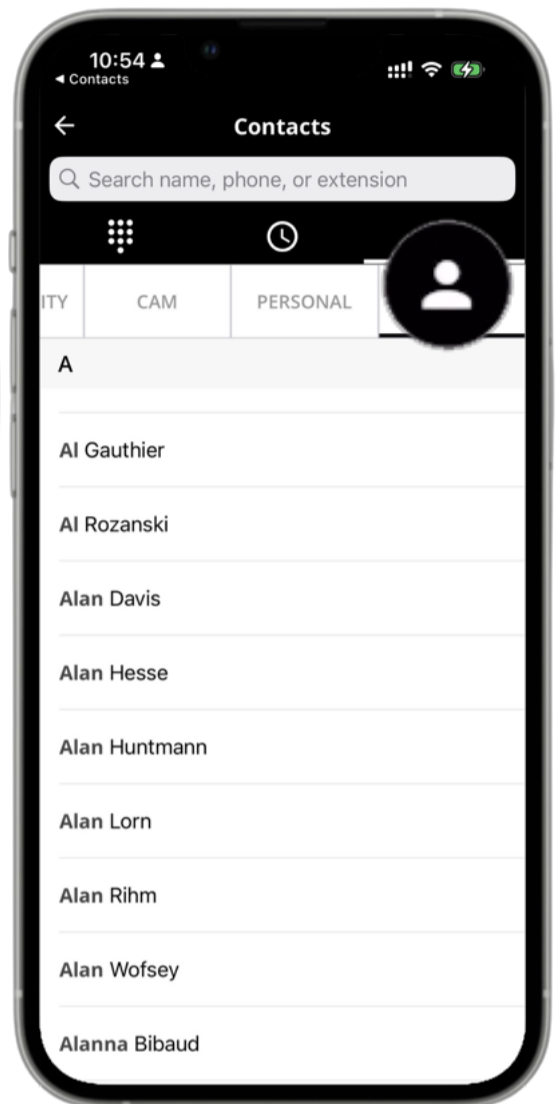 10:54
◀ Contacts
Contacts
Search name, phone, or extension
ITY
CAM
PERSONAL
A
Al Gauthier
Al Rozanski
Alan Davis
Alan Hesse
Alan Huntmann
Alan Lorn
Alan Rihm
Alan Wofsey
Alanna Bibaud